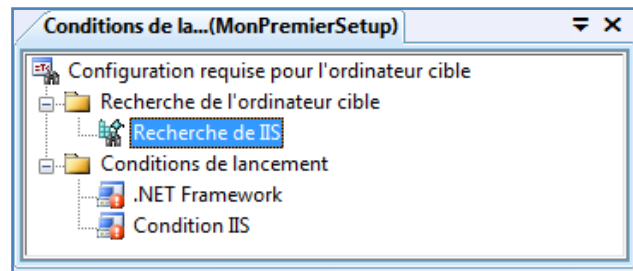 Conditions de la...(MonPremierSetup)
Configuration requise pour l'ordinateur cible
Recherche de l'ordinateur cible
Recherche de IIS
Conditions de lancement
.NET Framework
Condition IIS